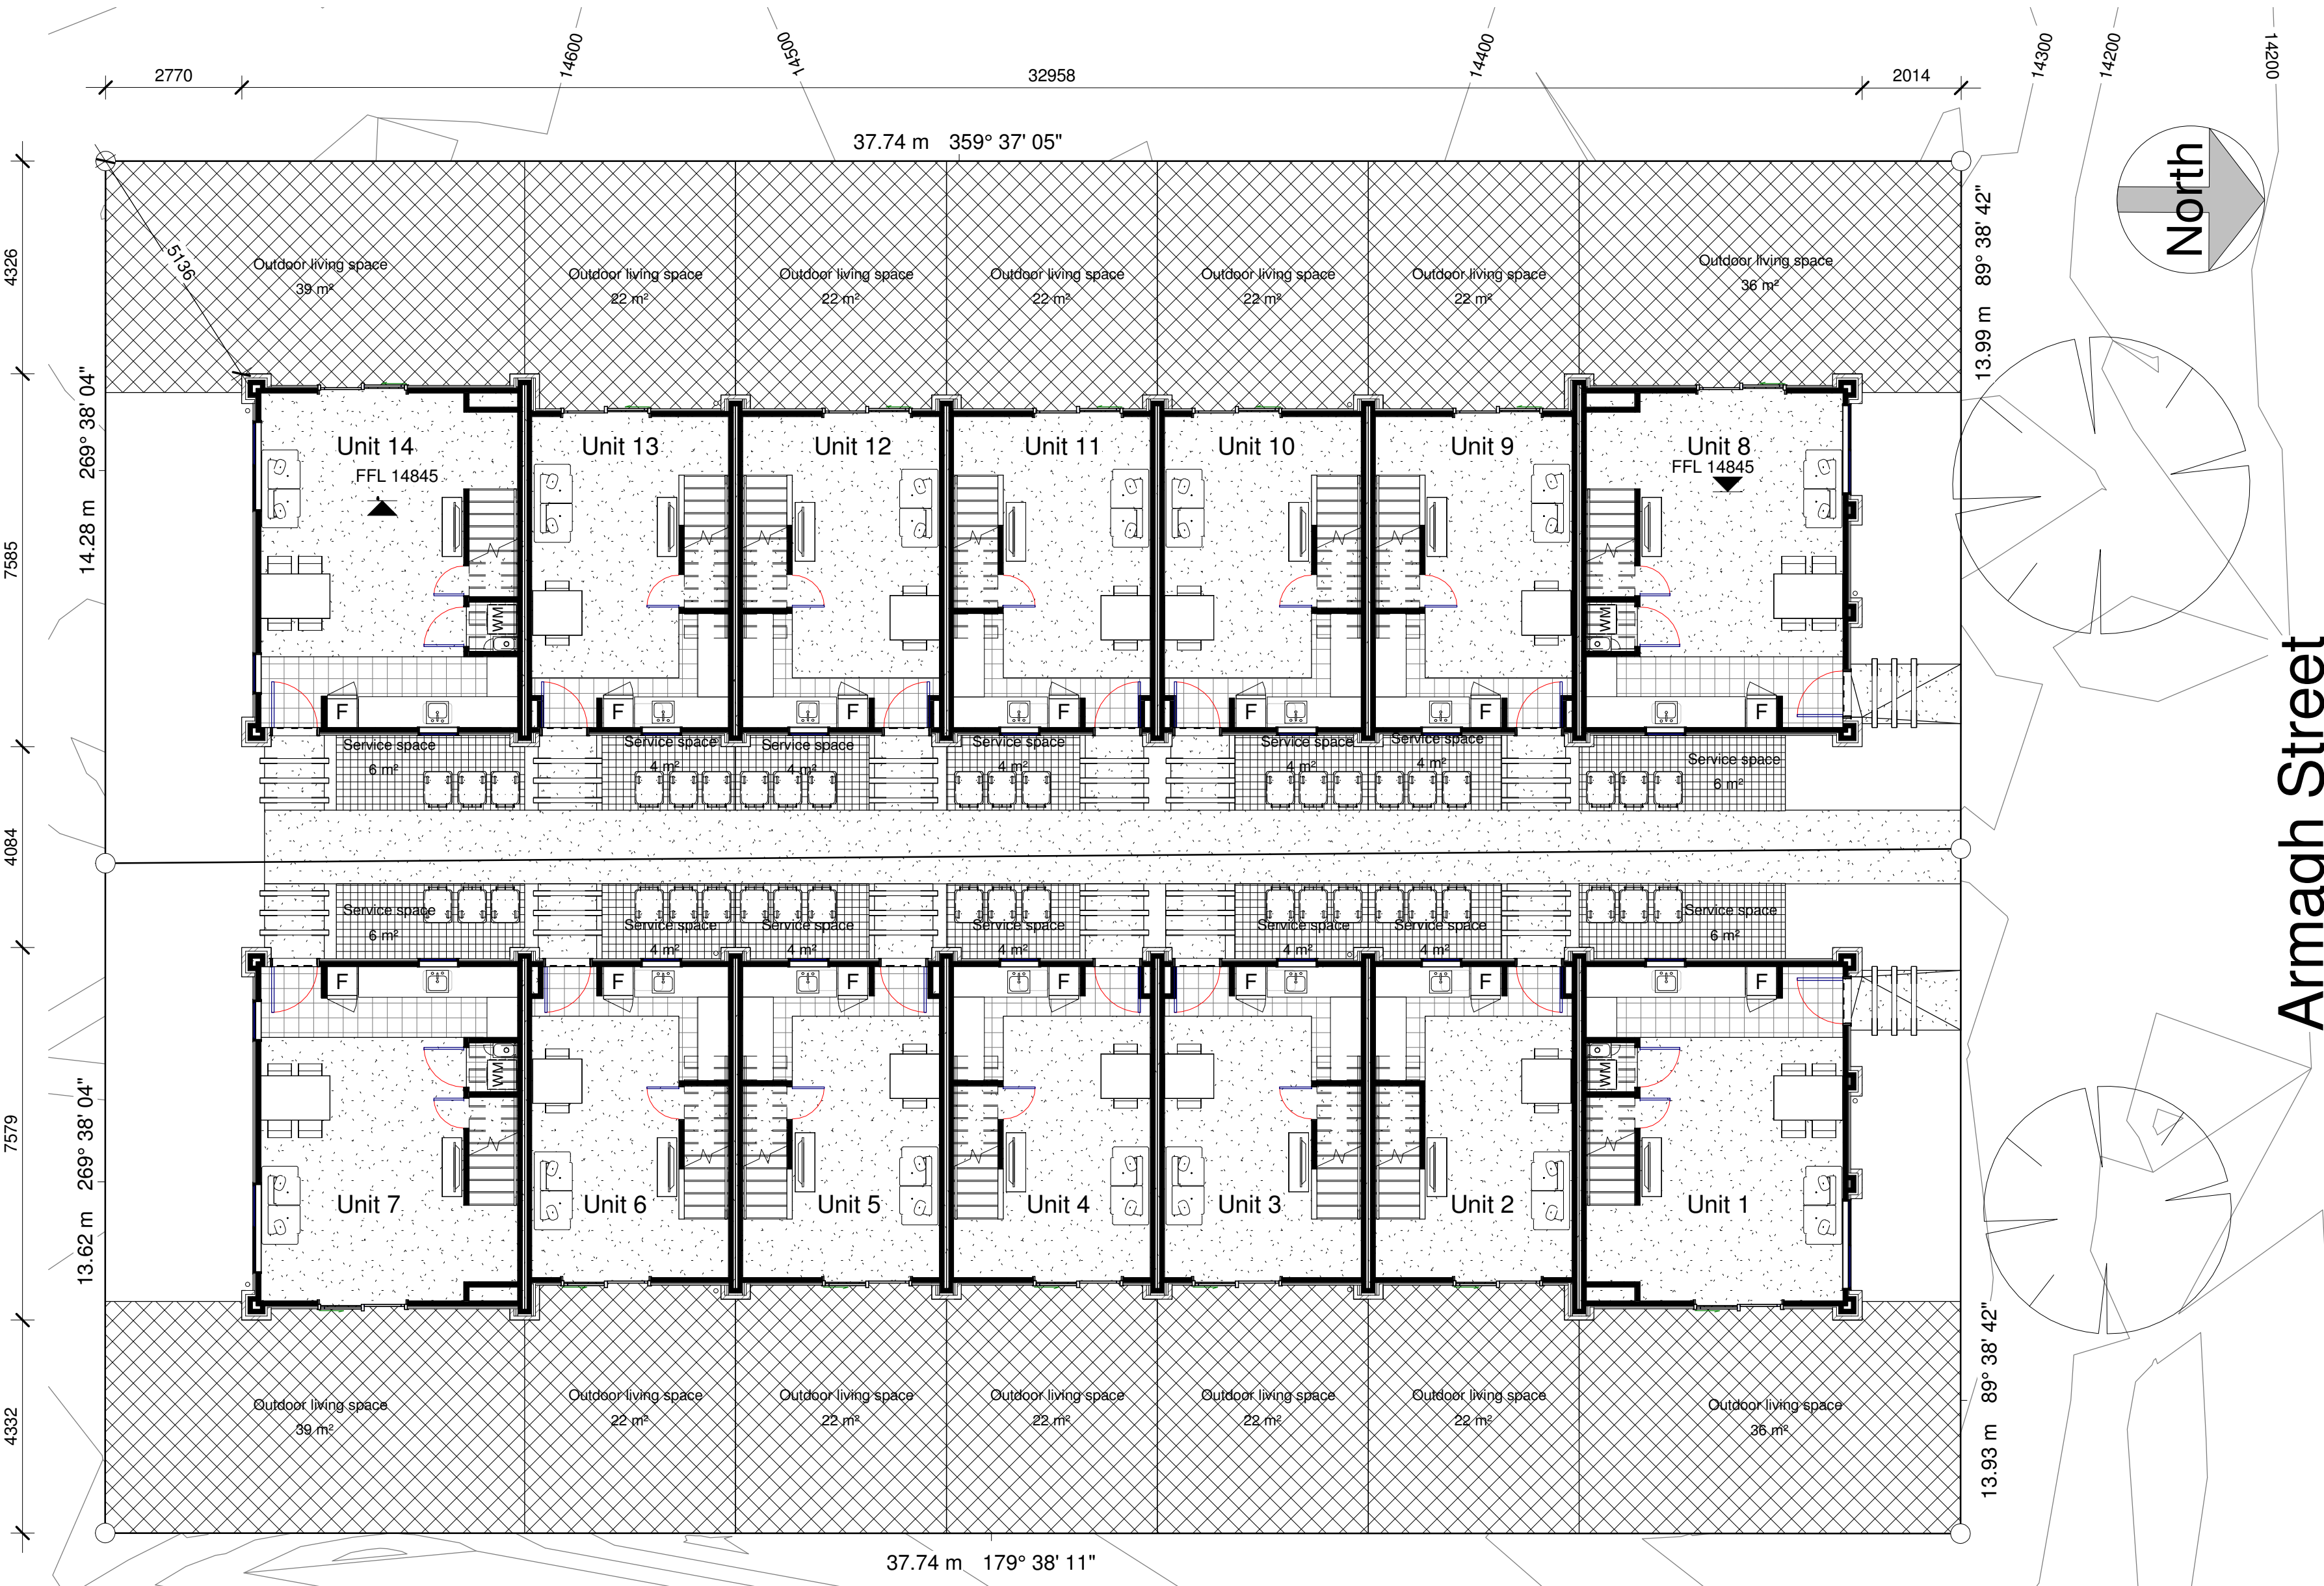 14600
14500
14400
14300
14200
14200
2770
32958
2014
37.74 m 359° 37' 05"
North
4326
5136
Outdoor living space
39 m²
Outdoor living space
22 m²
Outdoor living space
22 m²
Outdoor living space
22 m²
Outdoor living space
22 m²
Outdoor living space
22 m²
Outdoor living space
36 m²
13.99 m 89° 38' 42"
14.28 m 269° 38' 04"
7585
Unit 14
FFL 14845
Unit 13
Unit 12
Unit 11
Unit 10
Unit 9
Unit 8
FFL 14845
WM
WM
F
F
F
F
F
F
F
Service space
6 m²
Service space
4 m²
Service space
4 m²
Service space
4 m²
Service space
4 m²
Service space
4 m²
Service space
6 m²
4084
Armagh Street
Service space
6 m²
Service space
4 m²
Service space
4 m²
Service space
4 m²
Service space
4 m²
Service space
4 m²
Service space
6 m²
F
F
F
F
F
F
F
WM
WM
7579
13.62 m 269° 38' 04"
Unit 7
Unit 6
Unit 5
Unit 4
Unit 3
Unit 2
Unit 1
4332
Outdoor living space
39 m²
Outdoor living space
22 m²
Outdoor living space
22 m²
Outdoor living space
22 m²
Outdoor living space
22 m²
Outdoor living space
22 m²
Outdoor living space
36 m²
13.93 m 89° 38' 42"
37.74 m 179° 38' 11"